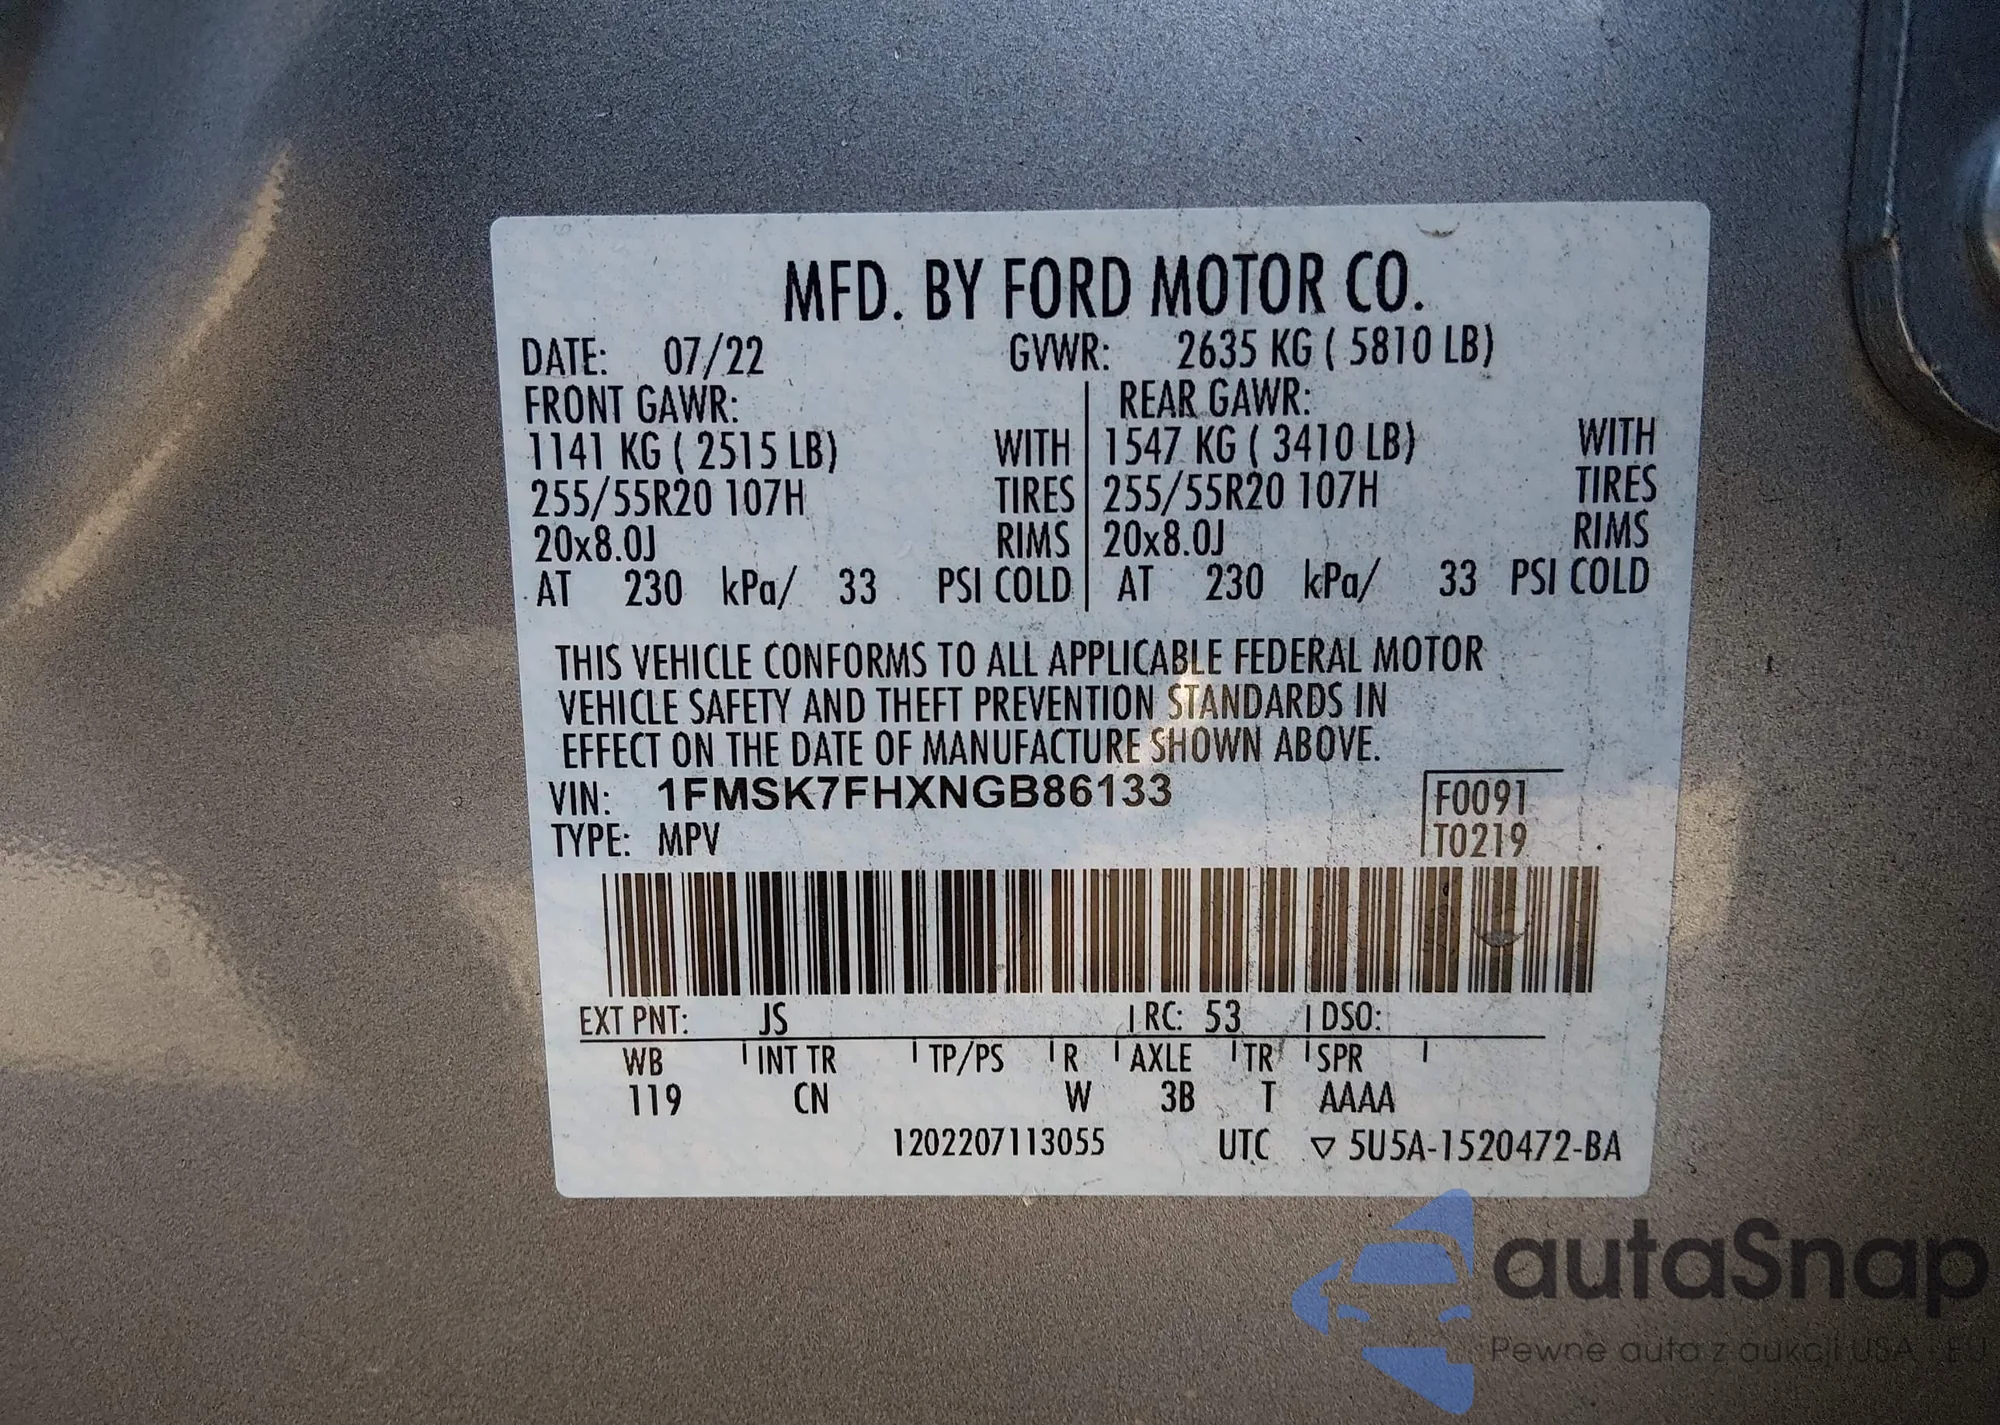 MFD. BY FORD MOTOR CO.
DATE: 07/22 GVWR: 2635 KG ( 5810 LB)
FRONT GAWR: REAR GAWR:
1141 KG ( 2515 LB) WITH 1547 KG ( 3410 LB) WITH
255/55R20 107H TIRES 255/55R20 107H TIRES
20x8.0J RIMS 20x8.0J RIMS
AT 230 kPa/ 33 PSI COLD AT 230 kPa/ 33 PSI COLD
THIS VEHICLE CONFORMS TO ALL APPLICABLE FEDERAL MOTOR
VEHICLE SAFETY AND THEFT PREVENTION STANDARDS IN
EFFECT ON THE DATE OF MANUFACTURE SHOWN ABOVE.
VIN: 1FMSK7FHXNGB86133 F0091
TYPE: MPV T0219
EXT PNT: JS RC: 53 DSO:
WB INT TR TP/PS R AXLE TR SPR
119 CN W 3B T AAAA
1202207113055 UTC ▽ 5U5A-1520472-BA
autaSnap
Pewne auta z aukcji USA - EU